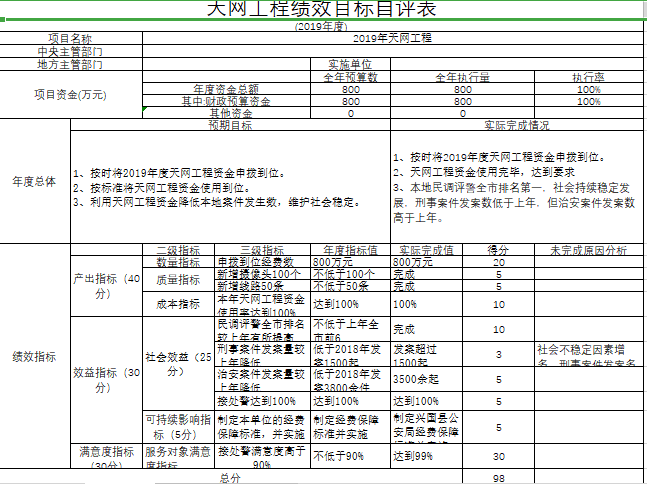 天网工程绩效目标自评表
(2019年度)
项目名称 2019年天网工程
中央主管部门
地方主管部门 实施单位
项目资金(万元) 全年预算数 全年执行量 执行率
年度资金总额 800 800 100%
其中:财政预算资金 800 800 100%
其他资金 0 0
年度总体 预期目标 实际完成情况
1、按时将2019年度天网工程资金申拨到位。
2、按标准将天网工程资金使用到位。
3、利用天网工程资金降低本地案件发生数，维护社会稳定。
1、按时将2019年度天网工程资金申拨到位。
2、天网工程资金使用完毕，达到要求
3、本地民调评警全市排名第一．社会持续稳定发
展．刑事案件发案数低于上年．但治安案件发案数
高于上年。
绩效指标 二级指标 三级指标 年度指标值 实际完成值 得分 未完成原因分析
产出指标（40
分）
数量指标 申拨到位经费数 800万元 800万元 20
质量指标 新增摄像头100个 不低于100个 完成 5
新增线路50条 不低于50条 完成 5
成本指标 本年天网工程资金
使用率达到100% 达到100% 100% 10
效益指标（30
分）
社会效益（25
分）
民调评警全市排名
较上年有所提高 不低于上年全
市前6 完成 10
刑事案件发案量较
上年降低 低于2018年发
案1500起 发案超过
1500起 3 社会不稳定因素增
多，刑事案件发案多
治安案件发案量较
上年降低 低于2018年发
案3800余件 3500余起 5
接处警达到100% 达到100% 达到100% 5
可持续影响指
标（5分） 制定本单位的经费
保障标准，并实施 制定经费保障
标准并实施 制定兴国县公
安局经费保障 5
满意度指标
（30分） 服务对象满意
度指标 接处警满意度高于
90% 不低于90% 达到99% 30
总分 98